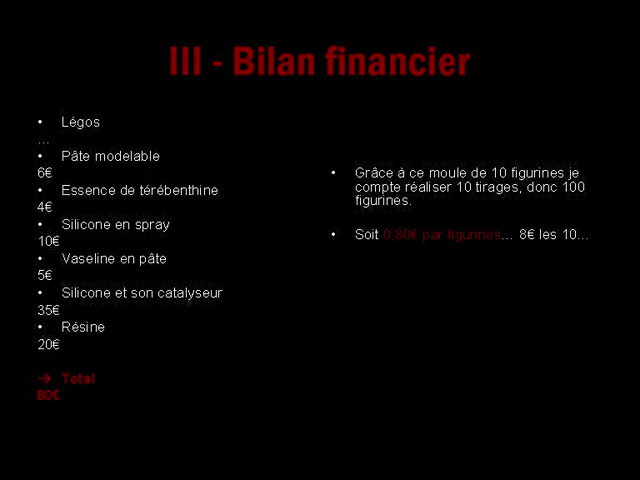 III - Bilan financier
• Légos
...
• Pâte modelable
6€
• Essence de térébenthine
4€
• Silicone en spray
10€
• Vaseline en pâte
5€
• Silicone et son catalyseur
35€
• Résine
20€
→ Total
80€
• Grâce à ce moule de 10 figurines je
compte réaliser 10 tirages, donc 100
figurines.
• Soit 0,80€ par figurines... 8€ les 10...